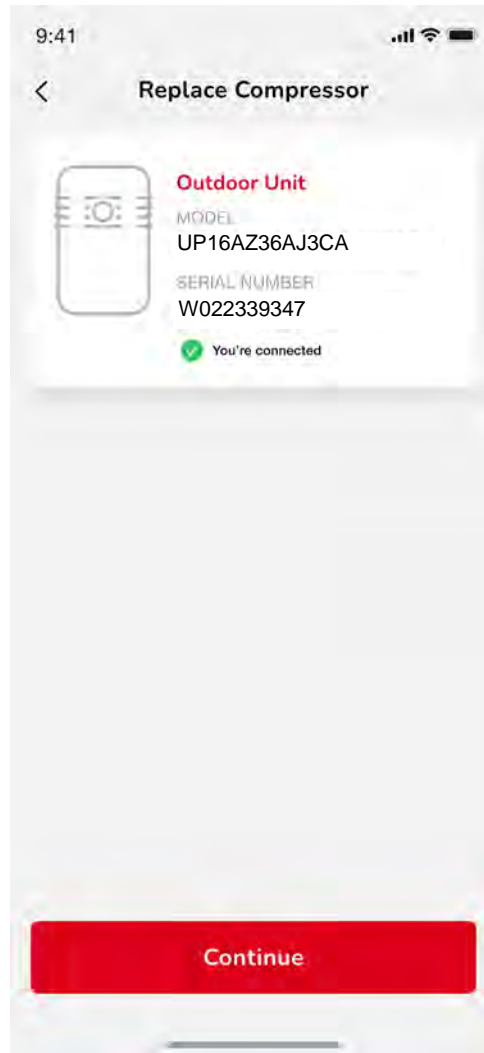 9:41
Replace Compressor
Outdoor Unit
MODEL
UP16AZ36AJ3CA
SERIAL NUMBER
W022339347
You're connected
Continue